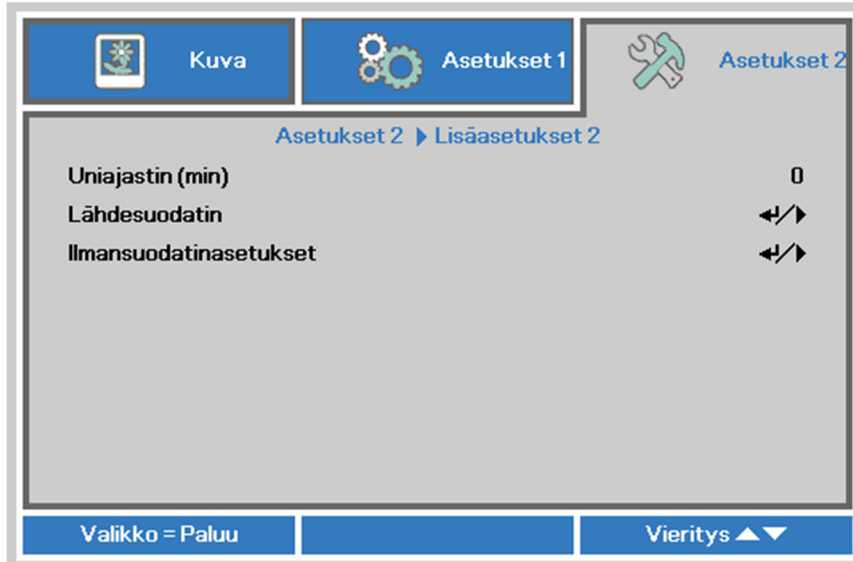 Kuva
Asetukset 1
Asetukset 2
Asetukset 2 ▶ Lisäasetukset 2
Uniajastin (min) 0
Lähdesuodatin ↵/▶
Ilmansuodatinasetukset ↵/▶
Valikko = Paluu
Vieritys ▲▼